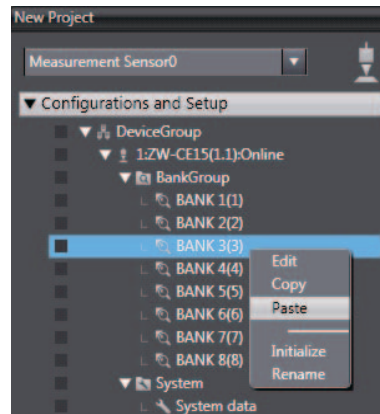 New Project
Measurement Sensor0
Configurations and Setup
DeviceGroup
1:ZW-CE15(1.1):Online
BankGroup
BANK 1(1)
BANK 2(2)
BANK 3(3)
BANK 4(4)
BANK 5(5)
BANK 6(6)
BANK 7(7)
BANK 8(8)
System
System data
Edit
Copy
Paste
Initialize
Rename